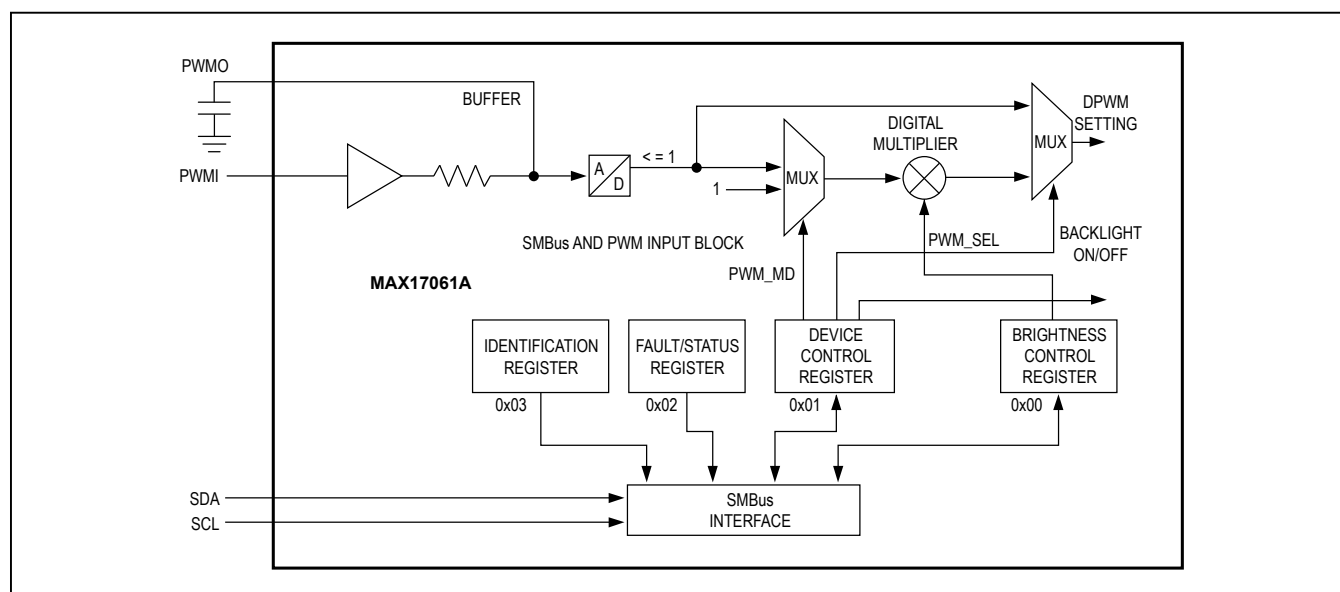 PWMO
BUFFER
DPWM
SETTING
DIGITAL
MULTIPLIER
< = 1
A
D
MUX
PWMI
1
MUX
SMBus AND PWM INPUT BLOCK
PWM_SEL
BACKLIGHT
ON/OFF
PWM_MD
MAX17061A
IDENTIFICATION
REGISTER
FAULT/STATUS
REGISTER
DEVICE
CONTROL
REGISTER
BRIGHTNESS
CONTROL
REGISTER
0x03
0x02
0x01
0x00
SDA
SCL
SMBus
INTERFACE